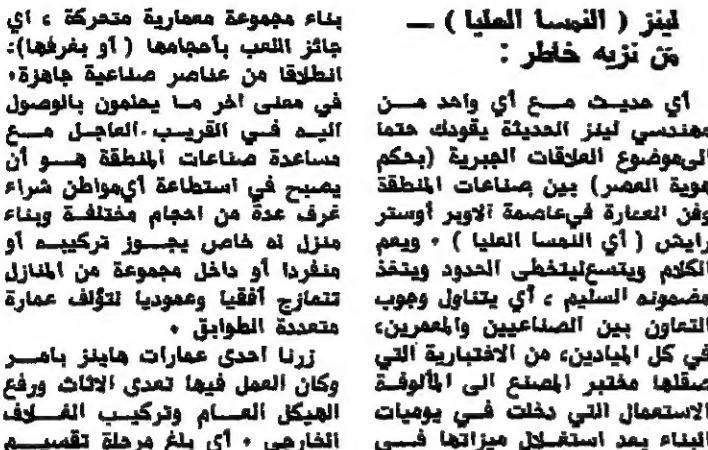 لينز ( النمسا العليا ) —
من نزيه خاطر :
أي حديث مع أي واحد من
مهندسي لينز الحديثة يقودك حتما
الى موضوع العلاقات الجبرية (بحكم
هوية العصر) بين صناعات المنطقة
وفن العمارة في عاصمة الاوبر أوستر
رايش ( أي النمسا العليا ) ٠ ويعم
الكلام ويتسع ليتخطى الحدود ويتخذ
مضمونه السليم ، أي يتناول وجوب
التعاون بين الصناعيين والمعمرين،
في كل الميادين، من الاختبارية التي
صقلها مختبر المصنع الى المألوفة
الاستعمال التي دخلت في يوميات
البناء بعد استغلال ميزاتها في
بناء مجموعة معمارية متحركة ، اي
جائز اللعب بأحجامها ( أو بغرفها):
انطلاقا من عناصر صناعية جاهزة٠
في معنى اخر ما يحلمون بالوصول
اليه في القريب العاجل مع
مساعدة صناعات المنطقة هو أن
يصبح في استطاعة أي مواطن شراء
غرف عدة من احجام مختلفة وبناء
منزل له خاص يجوز تركيبه أو
منفردا أو داخل مجموعة من المنازل
تتمازج أفقيا وعموديا لتؤلف عمارة
متعددة الطوابق ٠
زرنا احدى عمارات هاينز بامر
وكان العمل فيها تعدى الاثاث ورفع
الهيكل العام وتركيب الغلاف
الخارجي ٠ أي بلغ مرحلة تقسيم